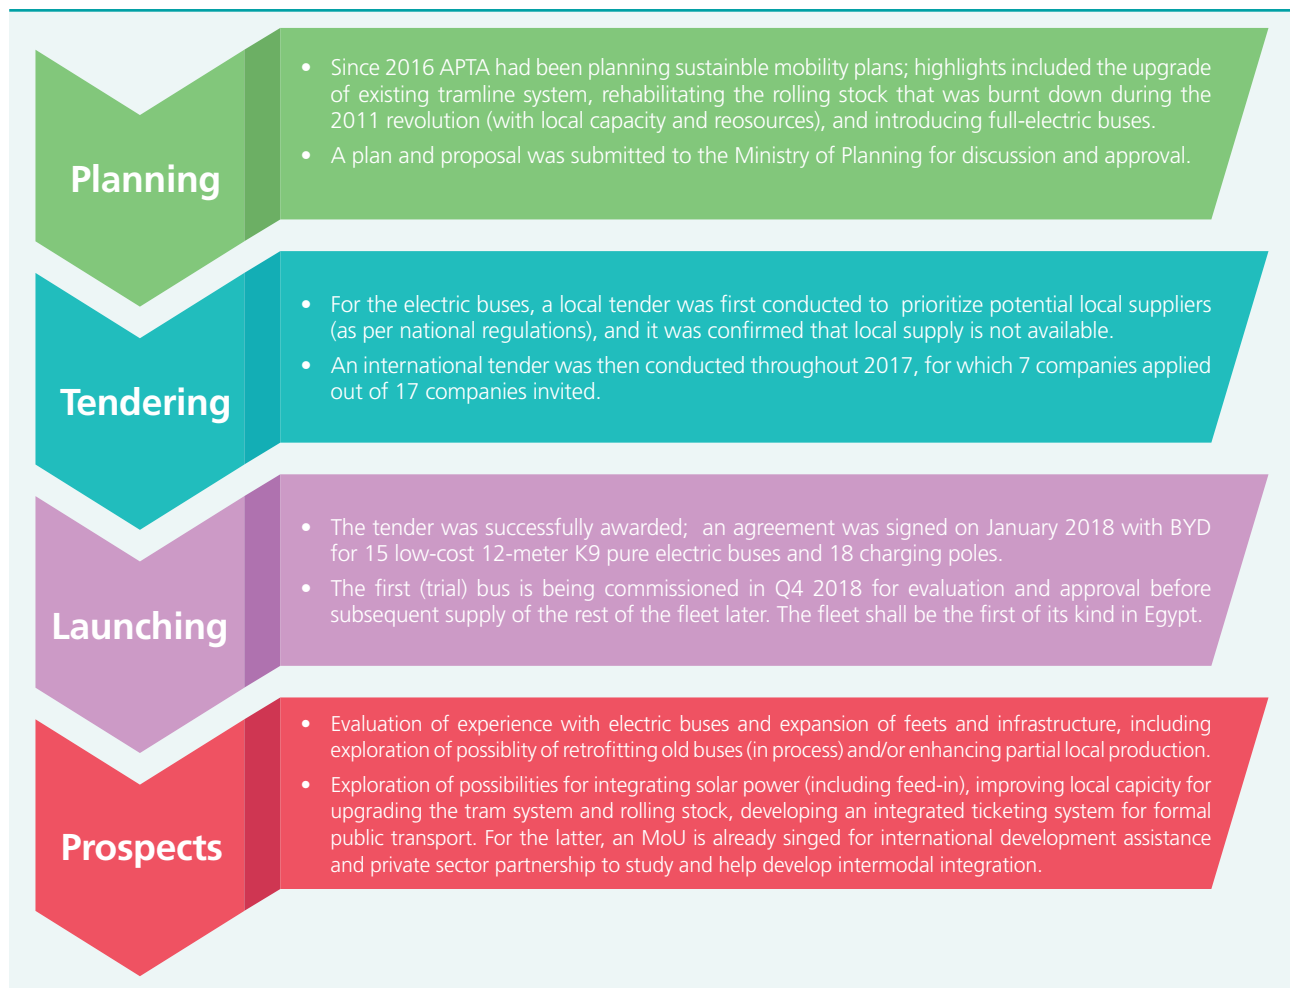 Planning
• Since 2016 APTA had been planning sustainble mobility plans; highlights included the upgrade
of existing tramline system, rehabilitating the rolling stock that was burnt down during the
2011 revolution (with local capacity and reosources), and introducing full-electric buses.
• A plan and proposal was submitted to the Ministry of Planning for discussion and approval.
Tendering
• For the electric buses, a local tender was first conducted to prioritize potential local suppliers
(as per national regulations), and it was confirmed that local supply is not available.
• An international tender was then conducted throughout 2017, for which 7 companies applied
out of 17 companies invited.
Launching
• The tender was successfully awarded; an agreement was signed on January 2018 with BYD
for 15 low-cost 12-meter K9 pure electric buses and 18 charging poles.
• The first (trial) bus is being commissioned in Q4 2018 for evaluation and approval before
subsequent supply of the rest of the fleet later. The fleet shall be the first of its kind in Egypt.
Prospects
• Evaluation of experience with electric buses and expansion of feets and infrastructure, including
exploration of possiblity of retrofitting old buses (in process) and/or enhancing partial local production.
• Exploration of possibilities for integrating solar power (including feed-in), improving local capicity for
upgrading the tram system and rolling stock, developing an integrated ticketing system for formal
public transport. For the latter, an MoU is already singed for international development assistance
and private sector partnership to study and help develop intermodal integration.